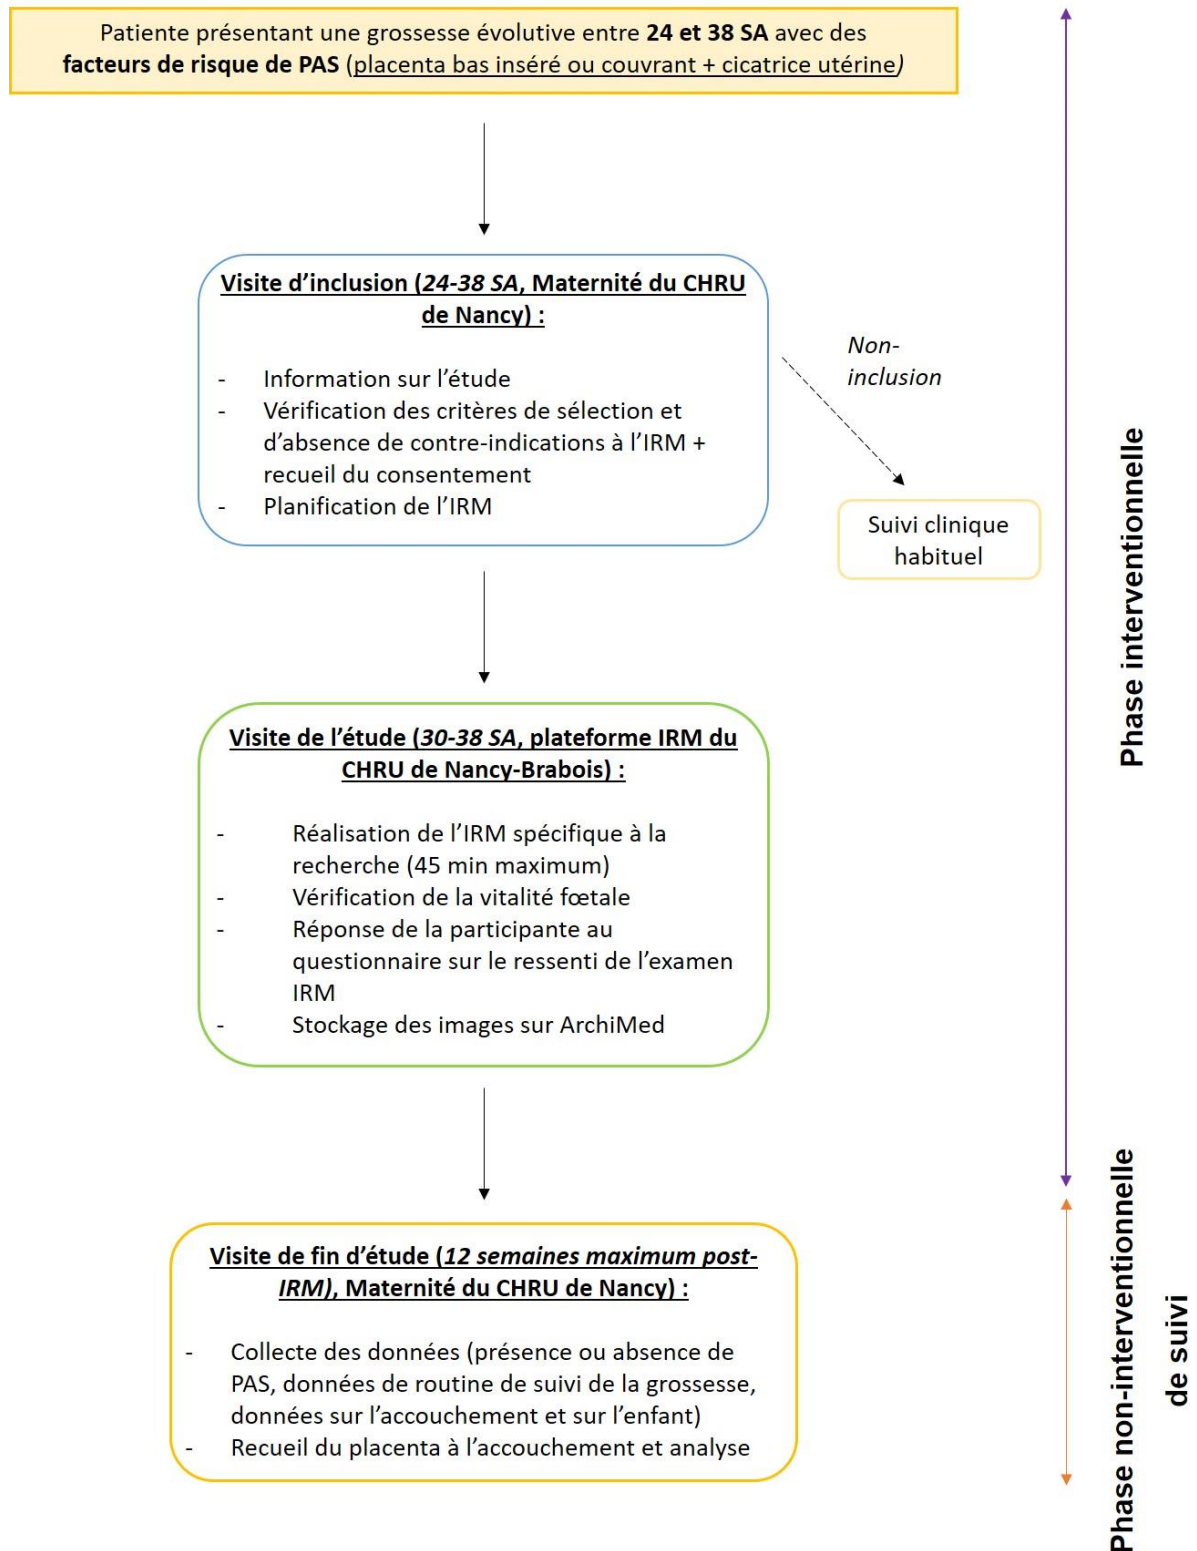 Patiente présentant une grossesse évolutive entre 24 et 38 SA avec des
facteurs de risque de PAS (placenta bas inséré ou couvrant + cicatrice utérine)
Visite d’inclusion (24-38 SA, Maternité du CHRU
de Nancy) :
- Information sur l’étude
- Vérification des critères de sélection et
d’absence de contre-indications à l’IRM +
recueil du consentement
- Planification de l’IRM
Non-
inclusion
Suivi clinique
habituel
Visite de l’étude (30-38 SA, plateforme IRM du
CHRU de Nancy-Brabois) :
- Réalisation de l’IRM spécifique à la
recherche (45 min maximum)
- Vérification de la vitalité fœtale
- Réponse de la participante au
questionnaire sur le ressenti de l’examen
IRM
- Stockage des images sur ArchiMed
Visite de fin d’étude (12 semaines maximum post-
IRM), Maternité du CHRU de Nancy) :
- Collecte des données (présence ou absence de
PAS, données de routine de suivi de la grossesse,
données sur l’accouchement et sur l’enfant)
- Recueil du placenta à l’accouchement et analyse
Phase interventionnelle
Phase non-interventionnelle
de suivi